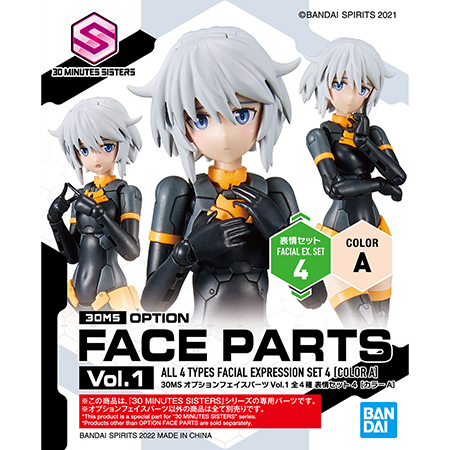 ©BANDAI SPIRITS 2021
30 MINUTES SISTERS
表情セット
FACIAL EX. SET
4
COLOR
A
30MS OPTION
FACE PARTS
Vol.1
ALL 4 TYPES FACIAL EXPRESSION SET 4 [COLOR A]
30MS オプションフェイスパーツ Vol.1 全4種 表情セット4 [カラーA]
※この商品は、「30 MINUTES SISTERS」シリーズの専用パーツです。
※オプションフェイスパーツ以外の商品は全て別売りです。
*This product is a special part for "30 MINUTES SISTERS" series.
*Products other than OPTION FACE PARTS are sold separately.
BANDAI SPIRITS 2022 MADE IN CHINA
BAN
DAI